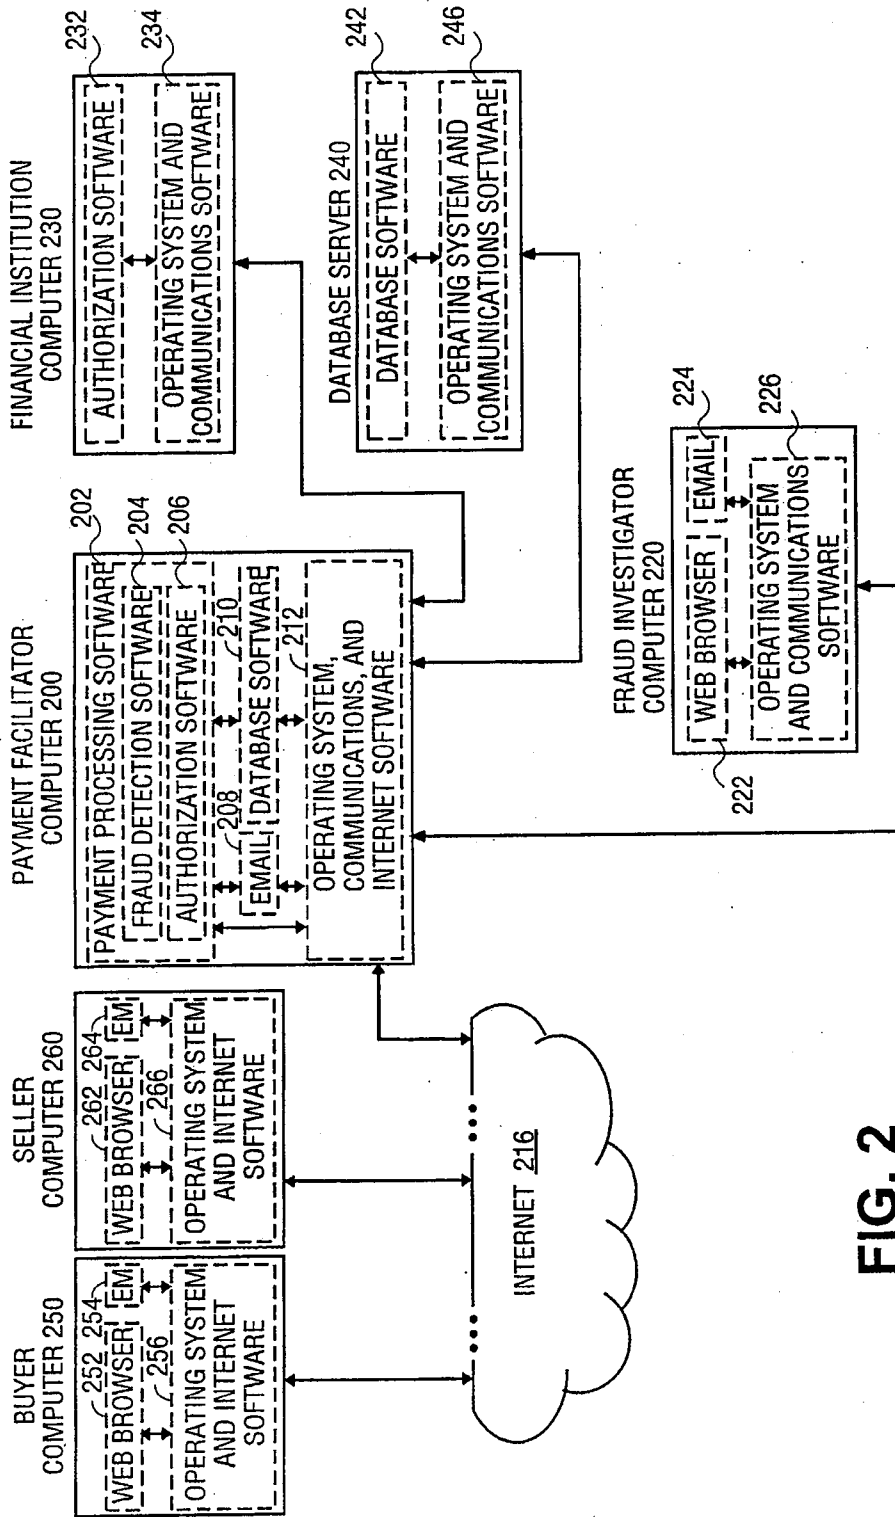 BUYER
COMPUTER 250
252
254
WEB BROWSER
EM
256
OPERATING SYSTEM
AND INTERNET
SOFTWARE
SELLER
COMPUTER 260
262
264
WEB BROWSER
EM
266
OPERATING SYSTEM
AND INTERNET
SOFTWARE
PAYMENT FACILITATOR
COMPUTER 200
202
PAYMENT PROCESSING SOFTWARE
204
FRAUD DETECTION SOFTWARE
206
AUTHORIZATION SOFTWARE
208
210
EMAIL
DATABASE SOFTWARE
212
OPERATING SYSTEM,
COMMUNICATIONS, AND
INTERNET SOFTWARE
FINANCIAL INSTITUTION
COMPUTER 230
232
AUTHORIZATION SOFTWARE
234
OPERATING SYSTEM AND
COMMUNICATIONS SOFTWARE
DATABASE SERVER 240
242
DATABASE SOFTWARE
246
OPERATING SYSTEM AND
COMMUNICATIONS SOFTWARE
FRAUD INVESTIGATOR
COMPUTER 220
222
WEB BROWSER
224
EMAIL
226
OPERATING SYSTEM
AND COMMUNICATIONS
SOFTWARE
INTERNET 216
FIG. 2